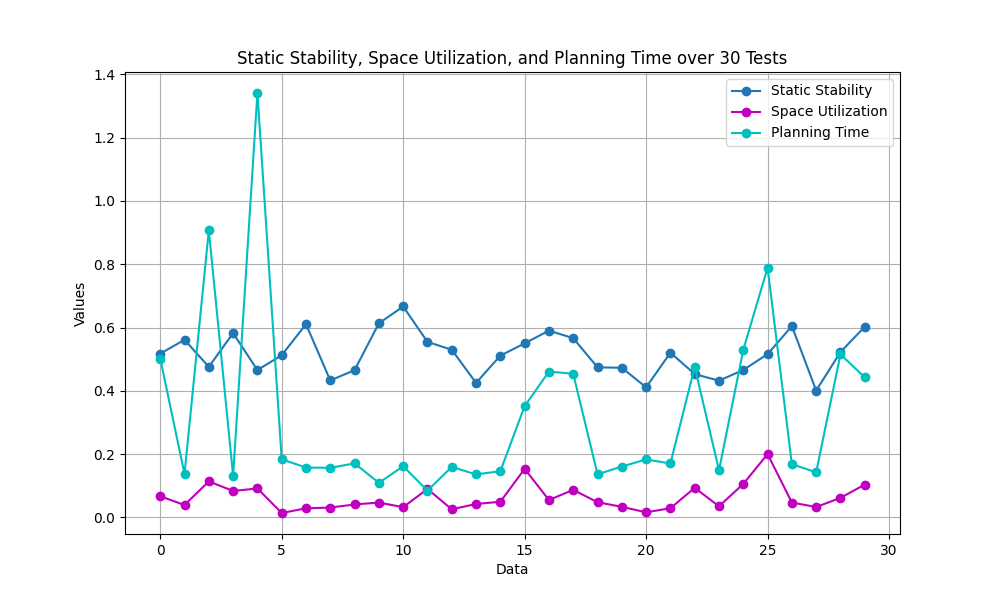 Static Stability, Space Utilization, and Planning Time over 30 Tests
Static Stability
Space Utilization
Planning Time
Values
1.4
1.2
1.0
0.8
0.6
0.4
0.2
0.0
0 5 10 15 20 25 30
Data